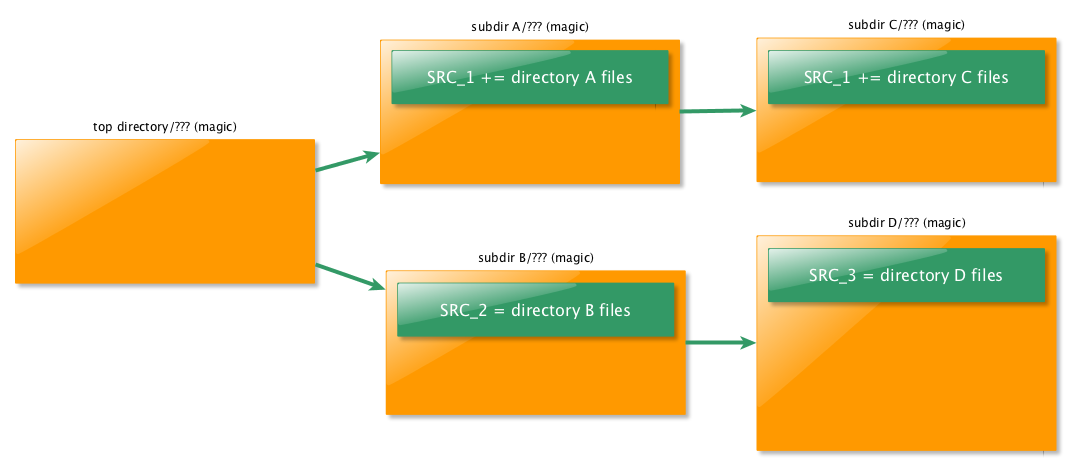 top directory/??? (magic)
subdir A/??? (magic)
SRC_1 += directory A files
subdir C/??? (magic)
SRC_1 += directory C files
subdir B/??? (magic)
SRC_2 = directory B files
subdir D/??? (magic)
SRC_3 = directory D files